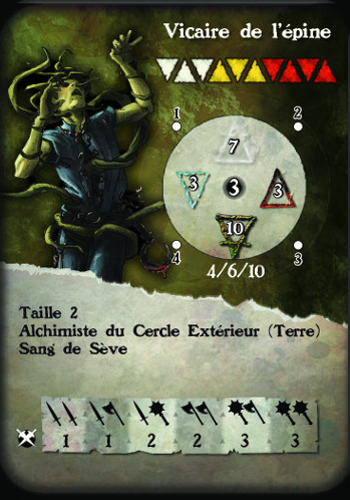 Vicaire de l'épine
1 2
7
3 3 3
10
4 3
4/6/10
Taille 2
Alchimiste du Cercle Extérieur (Terre)
Sang de Sève
1 1 2 2 3 3